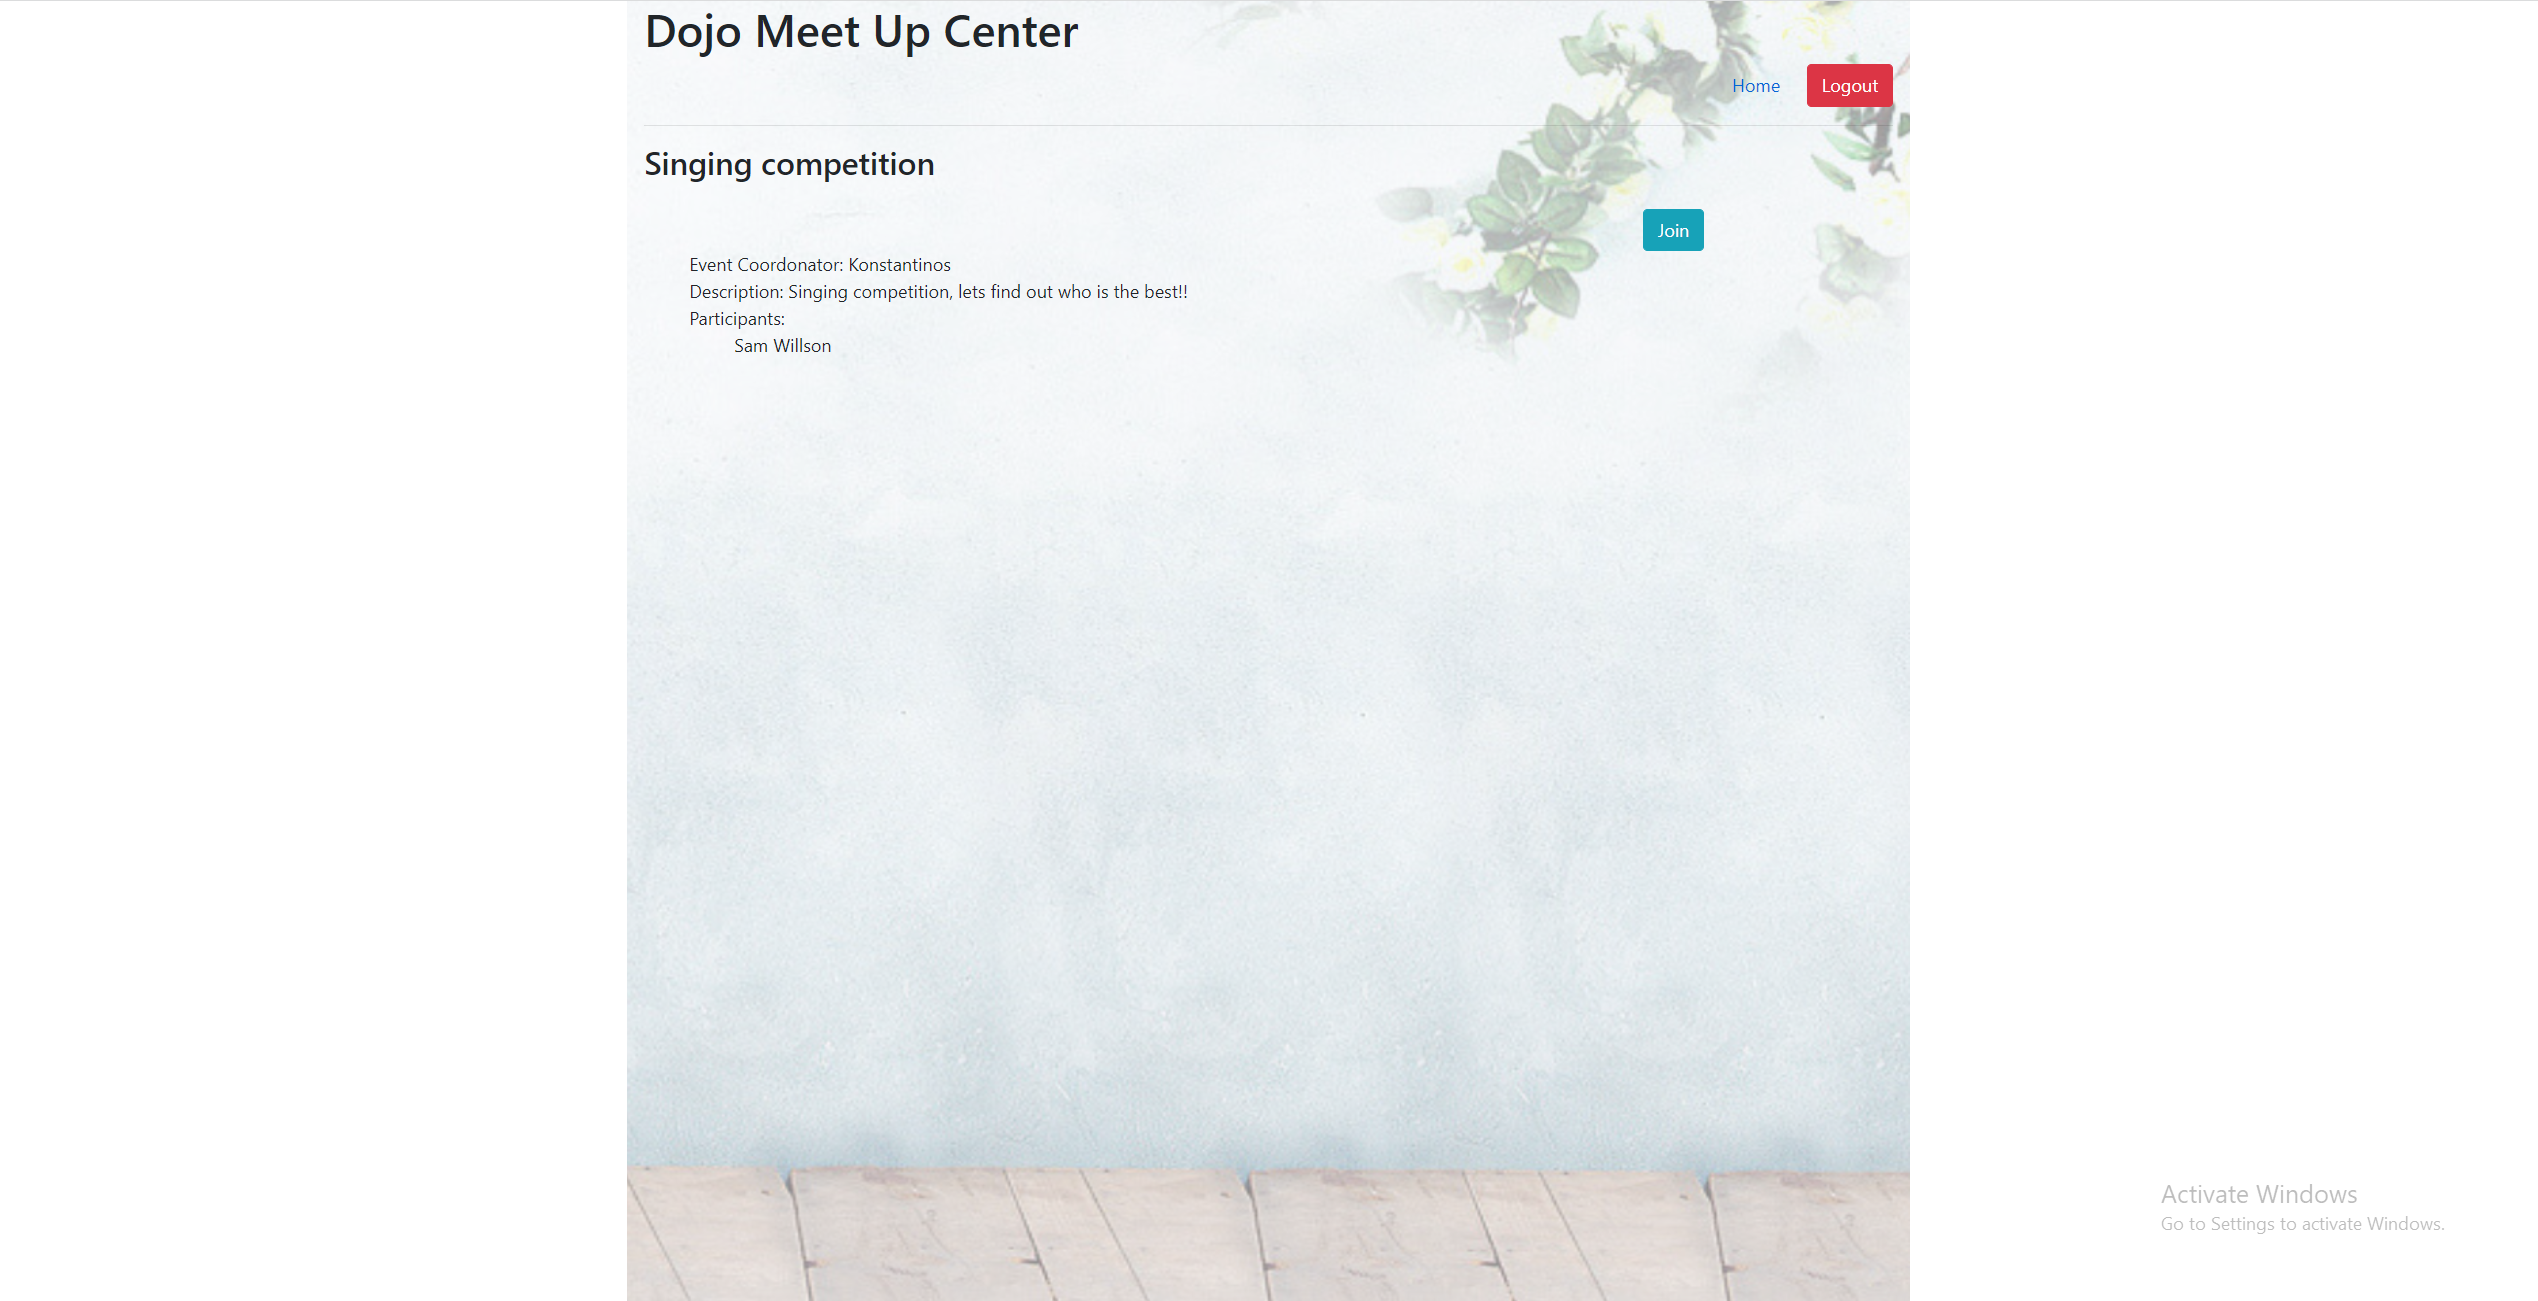 Dojo Meet Up Center
Home Logout
Singing competition
Join
Event Coordonator: Konstantinos
Description: Singing competition, lets find out who is the best!!
Participants:
Sam Willson
Activate Windows
Go to Settings to activate Windows.